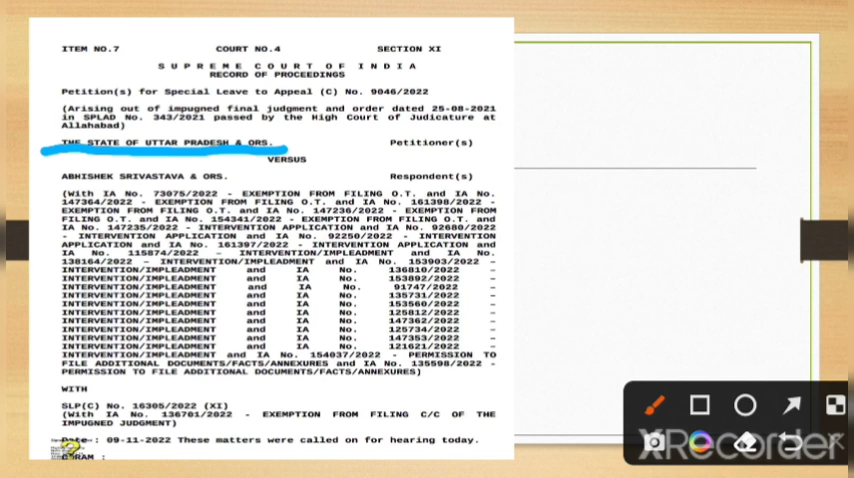 ITEM NO.7 COURT NO.4 SECTION XI
S U P R E M E C O U R T O F I N D I A
RECORD OF PROCEEDINGS
Petition(s) for Special Leave to Appeal (C) No. 9046/2022
(Arising out of impugned final judgment and order dated 25-08-2021
in SPLAD No. 343/2021 passed by the High Court of Judicature at
Allahabad)
THE STATE OF UTTAR PRADESH & ORS. Petitioner(s)
VERSUS
ABHISHEK SRIVASTAVA & ORS. Respondent(s)
(With IA No. 73075/2022 - EXEMPTION FROM FILING O.T. and IA No.
147364/2022 - EXEMPTION FROM FILING O.T. and IA No. 161398/2022 -
EXEMPTION FROM FILING O.T. and IA No. 147236/2022 - EXEMPTION FROM
FILING O.T. and IA No. 154341/2022 - EXEMPTION FROM FILING O.T. and
IA No. 147235/2022 - INTERVENTION APPLICATION and IA No. 92680/2022
- INTERVENTION APPLICATION and IA No. 92250/2022 - INTERVENTION
APPLICATION and IA No. 161397/2022 - INTERVENTION APPLICATION and
IA No. 115874/2022 - INTERVENTION/IMPLEADMENT and IA No.
138164/2022 - INTERVENTION/IMPLEADMENT and IA No. 153903/2022 -
INTERVENTION/IMPLEADMENT and IA No. 136810/2022 -
INTERVENTION/IMPLEADMENT and IA No. 153892/2022 -
INTERVENTION/IMPLEADMENT and IA No. 91747/2022 -
INTERVENTION/IMPLEADMENT and IA No. 135731/2022 -
INTERVENTION/IMPLEADMENT and IA No. 153560/2022 -
INTERVENTION/IMPLEADMENT and IA No. 125812/2022 -
INTERVENTION/IMPLEADMENT and IA No. 147362/2022 -
INTERVENTION/IMPLEADMENT and IA No. 125734/2022 -
INTERVENTION/IMPLEADMENT and IA No. 147353/2022 -
INTERVENTION/IMPLEADMENT and IA No. 121621/2022 -
INTERVENTION/IMPLEADMENT and IA No. 154037/2022 - PERMISSION TO
FILE ADDITIONAL DOCUMENTS/FACTS/ANNEXURES and IA No. 135598/2022 -
PERMISSION TO FILE ADDITIONAL DOCUMENTS/FACTS/ANNEXURES)
WITH
SLP(C) No. 16305/2022 (XI)
(With IA No. 136701/2022 - EXEMPTION FROM FILING C/C OF THE
IMPUGNED JUDGMENT)
Date : 09-11-2022 These matters were called on for hearing today.
CORAM :
XRecorder